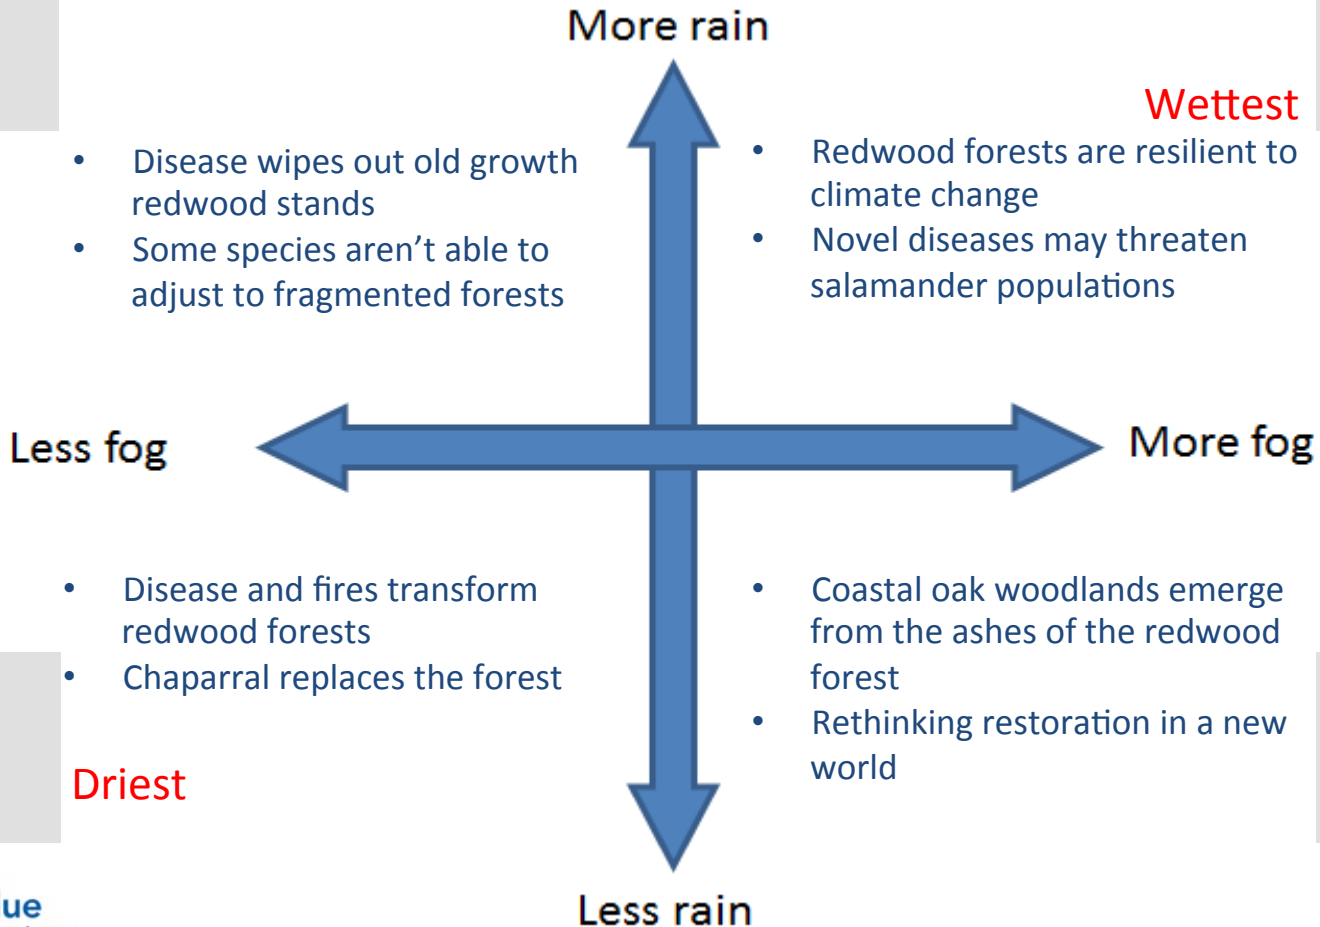 More rain
Wettest
• Disease wipes out old growth
redwood stands
• Some species aren't able to
adjust to fragmented forests
• Redwood forests are resilient to
climate change
• Novel diseases may threaten
salamander populations
Less fog
More fog
• Disease and fires transform
redwood forests
• Chaparral replaces the forest
Driest
• Coastal oak woodlands emerge
from the ashes of the redwood
forest
• Rethinking restoration in a new
world
lue
Less rain